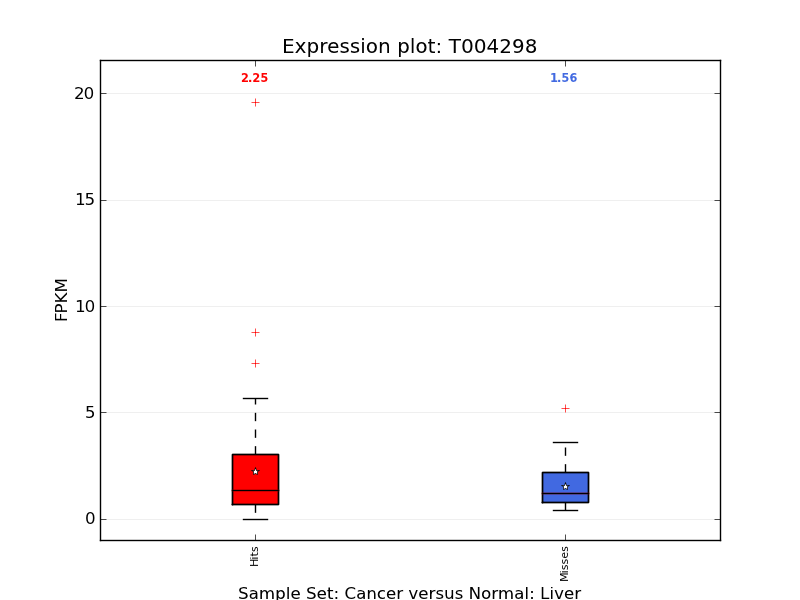 Expression plot: T004298
2.25 1.56
20
15
10
5
0
FPKM
Hits
Misses
Sample Set: Cancer versus Normal: Liver